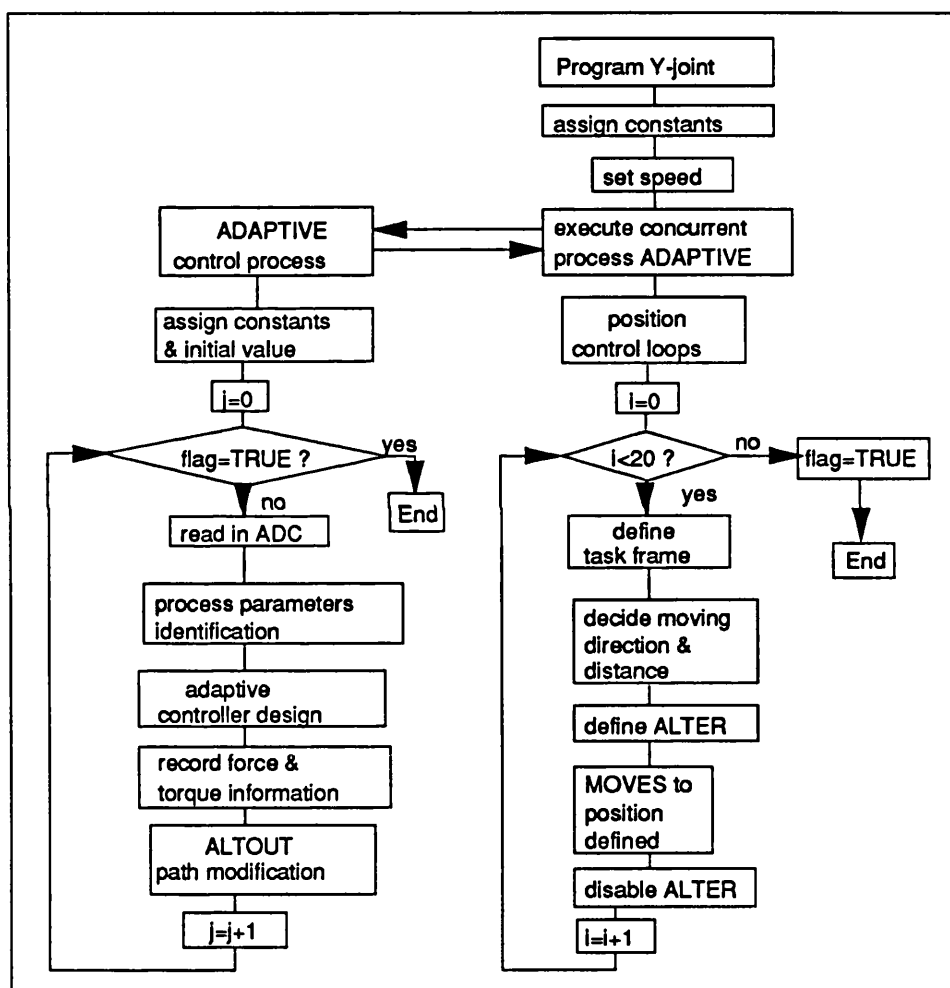 Program Y-joint
assign constants
set speed
execute concurrent
process ADAPTIVE
position
control loops
i=0
i<20 ?
no
flag=TRUE
End
yes
define
task frame
decide moving
direction &
distance
define ALTER
MOVES to
position
defined
disable ALTER
i=i+1
ADAPTIVE
control process
assign constants
& initial value
j=0
flag=TRUE ?
yes
End
no
read in ADC
process parameters
identification
adaptive
controller design
record force &
torque information
ALTOUT
path modification
j=j+1